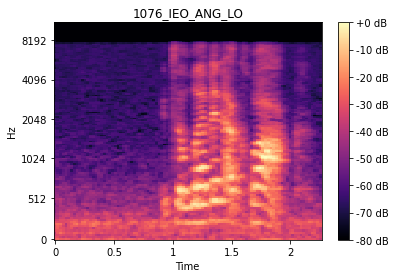 1076_IEO_ANG_LO
+0 dB
8192
-10 dB
4096
-20 dB
-30 dB
2048
Hz
-40 dB
1024
-50 dB
512
-60 dB
-70 dB
0
-80 dB
0
0.5
1
1.5
2
Time